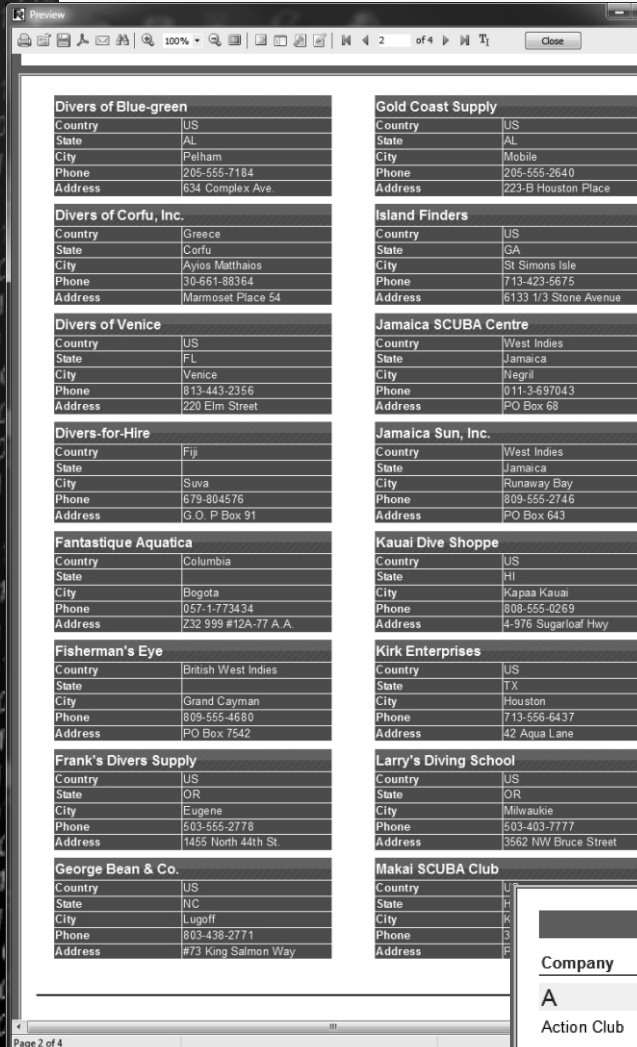 Preview
100% 2 of 4 Close
Divers of Blue-green
Country US
State AL
City Pelham
Phone 205-555-7184
Address 634 Complex Ave.
Divers of Corfu, Inc.
Country Greece
State Corfu
City Ayios Matthaios
Phone 30-661-88364
Address Marmoset Place 54
Divers of Venice
Country US
State FL
City Venice
Phone 813-443-2356
Address 220 Elm Street
Divers-for-Hire
Country Fiji
State
City Suva
Phone 679-804576
Address G.O. P Box 91
Fantastique Aquatica
Country Columbia
State
City Bogota
Phone 057-1-773434
Address Z32 999 #12A-77 A.A.
Fisherman's Eye
Country British West Indies
State
City Grand Cayman
Phone 809-555-4680
Address PO Box 7542
Frank's Divers Supply
Country US
State OR
City Eugene
Phone 503-555-2778
Address 1455 North 44th St.
George Bean & Co.
Country US
State NC
City Lugoff
Phone 803-438-2771
Address #73 King Salmon Way
Gold Coast Supply
Country US
State AL
City Mobile
Phone 205-555-2640
Address 223-B Houston Place
Island Finders
Country US
State GA
City St Simons Isle
Phone 713-423-5675
Address 6133 1/3 Stone Avenue
Jamaica SCUBA Centre
Country West Indies
State Jamaica
City Negril
Phone 011-3-697043
Address PO Box 68
Jamaica Sun, Inc.
Country West Indies
State Jamaica
City Runaway Bay
Phone 809-555-2746
Address PO Box 643
Kauai Dive Shoppe
Country US
State HI
City Kapaa Kauai
Phone 808-555-0269
Address 4-976 Sugarloaf Hwy
Kirk Enterprises
Country US
State TX
City Houston
Phone 713-556-6437
Address 42 Aqua Lane
Larry's Diving School
Country US
State OR
City Milwaukie
Phone 503-403-7777
Address 3562 NW Bruce Street
Makai SCUBA Club
Country US
State H
City K
Phone 3
Address P
Company
A
Action Club
Page 2 of 4